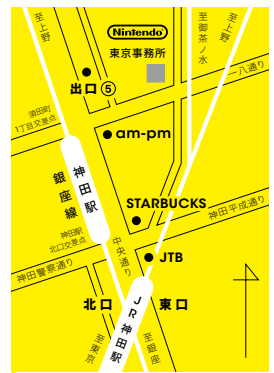 至上野
Nintendo
東京事務所
至御茶ノ水
至上野
一八通り
出口⑤
須田町
1丁目交差点
am-pm
銀座線
神田駅
STARBUCKS
神田平成通り
神田駅
北口交差点
中央通り
JTB
神田警察通り
北口
東口
JR神田駅
至東京
至銀座